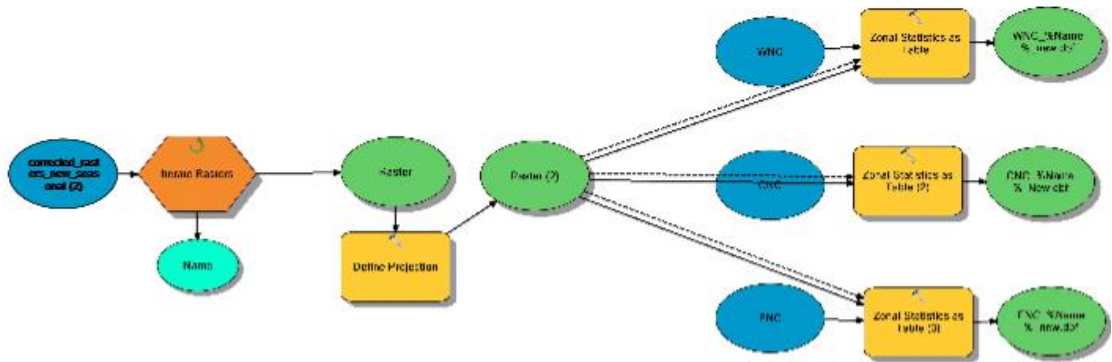 corrected_rast
ers_new_seas
onal (2)
Iterate Rasters
Name
Raster
Define Projection
Raster (2)
WNC
Zonal Statistics as
Table
WNC_%Name
%_new.dbf
CNC
Zonal Statistics as
Table (2)
CNC_%Name
%_New.dbf
ENC
Zonal Statistics as
Table (3)
ENC_%Name
%_new.dbf